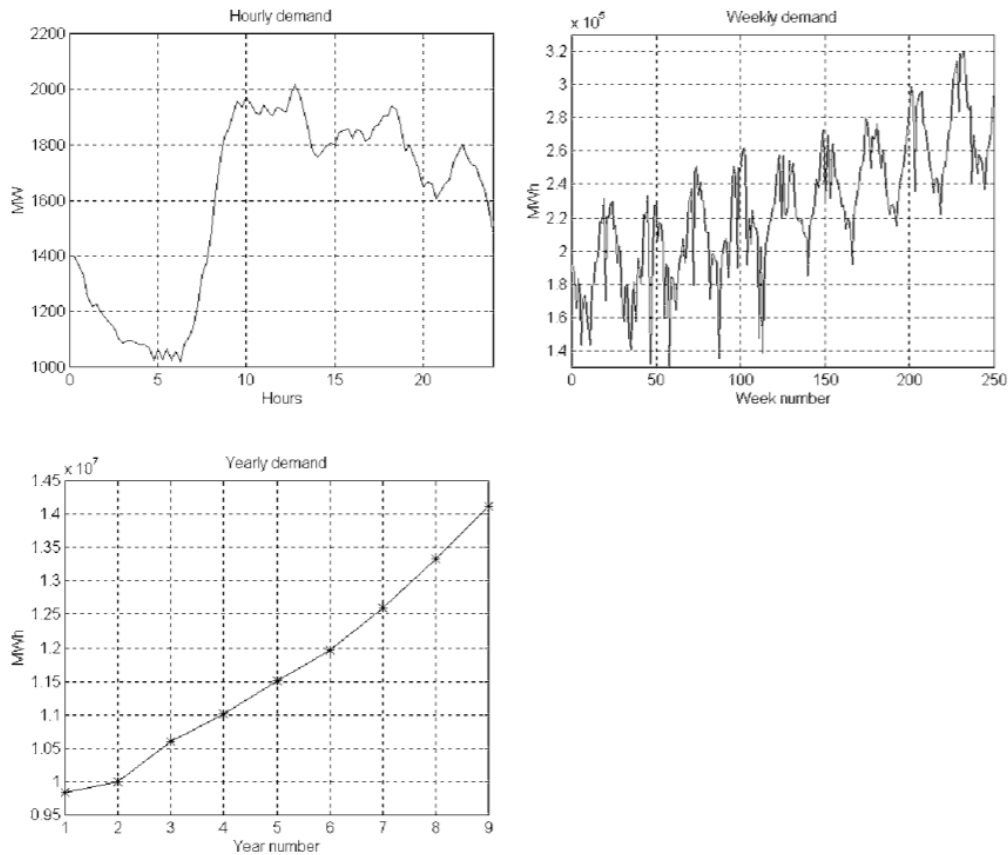 Hourly demand
2200
2000
1800
1600
1400
1200
1000
MW
0 5 10 15 20
Hours
Weekly demand
x 10^5
3.2
3
2.8
2.6
2.4
2.2
2
1.8
1.6
1.4
MWh
0 50 100 150 200 250
Week number
Yearly demand
x 10^7
1.45
1.4
1.35
1.3
1.25
1.2
1.15
1.1
1.05
1
0.95
MWh
1 2 3 4 5 6 7 8 9
Year number